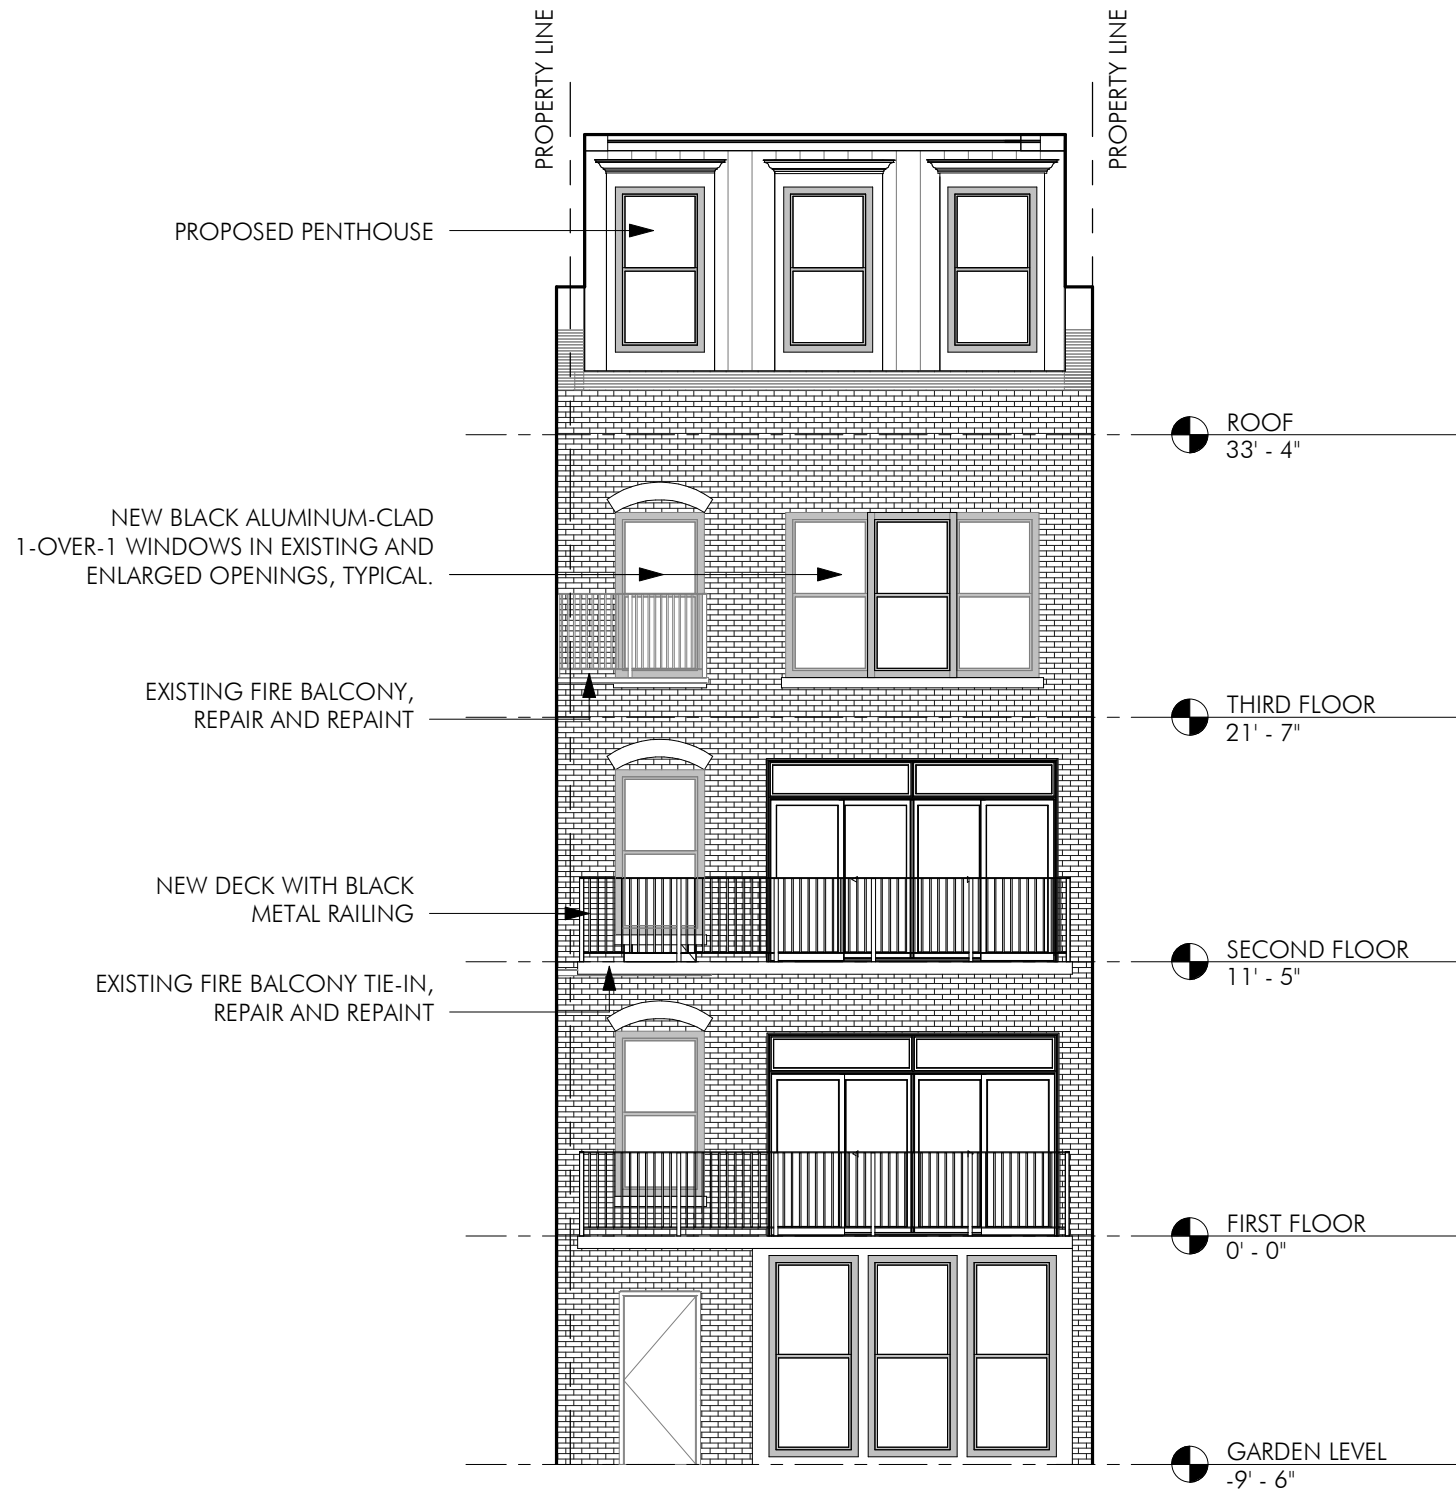 PROPERTY LINE
PROPERTY LINE
PROPOSED PENTHOUSE
ROOF
33' - 4"
NEW BLACK ALUMINUM-CLAD
1-OVER-1 WINDOWS IN EXISTING AND
ENLARGED OPENINGS, TYPICAL.
EXISTING FIRE BALCONY,
REPAIR AND REPAINT
THIRD FLOOR
21' - 7"
NEW DECK WITH BLACK
METAL RAILING
SECOND FLOOR
11' - 5"
EXISTING FIRE BALCONY TIE-IN,
REPAIR AND REPAINT
FIRST FLOOR
0' - 0"
GARDEN LEVEL
-9' - 6"